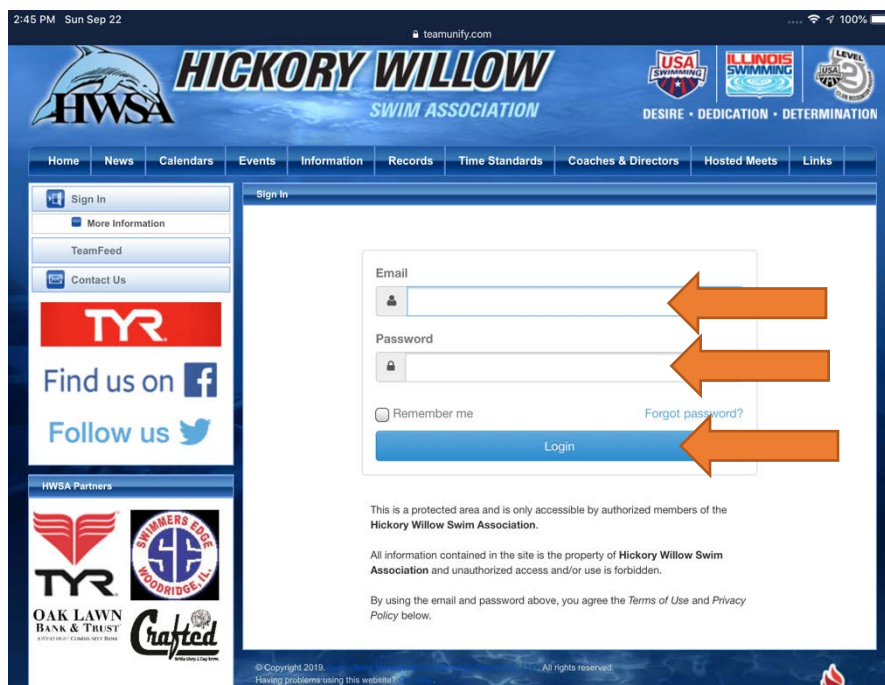 2:45 PM Sun Sep 22
100%
teamunify.com
HWSA
HICKORY WILLOW
SWIM ASSOCIATION
USA
SWIMMING
ILLINOIS
SWIMMING
LEVEL
USA
DESIRE • DEDICATION • DETERMINATION
Home News Calendars Events Information Records Time Standards Coaches & Directors Hosted Meets Links
Sign In
More Information
TeamFeed
Contact Us
TYR
Find us on f
Follow us
HWSA Partners
TYR
SWIMMERS EDGE
SE
WOODRIDGE, IL.
OAK LAWN
BANK & TRUST
Crafted
Sign In
Email
Password
Remember me
Forgot password?
Login
This is a protected area and is only accessible by authorized members of the
Hickory Willow Swim Association.
All information contained in the site is the property of Hickory Willow Swim
Association and unauthorized access and/or use is forbidden.
By using the email and password above, you agree the Terms of Use and Privacy
Policy below.
© Copyright 2019.
All rights reserved.
Having problems using this website?